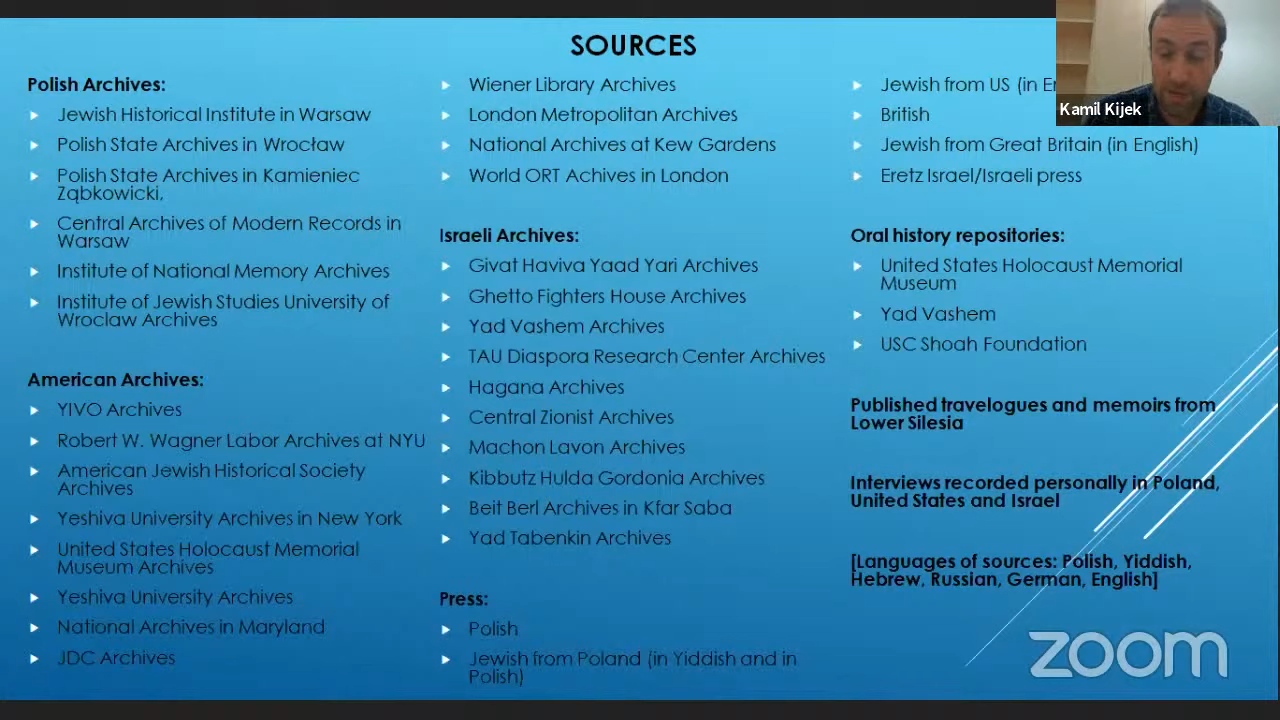 SOURCES
Polish Archives:
Jewish Historical Institute in Warsaw
Polish State Archives in Wrocław
Polish State Archives in Kamieniec
Ząbkowicki,
Central Archives of Modern Records in
Warsaw
Institute of National Memory Archives
Institute of Jewish Studies University of
Wroclaw Archives
American Archives:
YIVO Archives
Robert W. Wagner Labor Archives at NYU
American Jewish Historical Society
Archives
Yeshiva University Archives in New York
United States Holocaust Memorial
Museum Archives
Yeshiva University Archives
National Archives in Maryland
JDC Archives
Wiener Library Archives
London Metropolitan Archives
National Archives at Kew Gardens
World ORT Achives in London
Israeli Archives:
Givat Haviva Yaad Yari Archives
Ghetto Fighters House Archives
Yad Vashem Archives
TAU Diaspora Research Center Archives
Hagana Archives
Central Zionist Archives
Machon Lavon Archives
Kibbutz Hulda Gordonia Archives
Beit Berl Archives in Kfar Saba
Yad Tabenkin Archives
Press:
Polish
Jewish from Poland (in Yiddish and in
Polish)
Jewish from US (in
British
Jewish from Great Britain (in English)
Eretz Israel/Israeli press
Oral history repositories:
United States Holocaust Memorial
Museum
Yad Vashem
USC Shoah Foundation
Published travelogues and memoirs from
Lower Silesia
Interviews recorded personally in Poland,
United States and Israel
[Languages of sources: Polish, Yiddish,
Hebrew, Russian, German, English]
Kamil Kijek
zoom